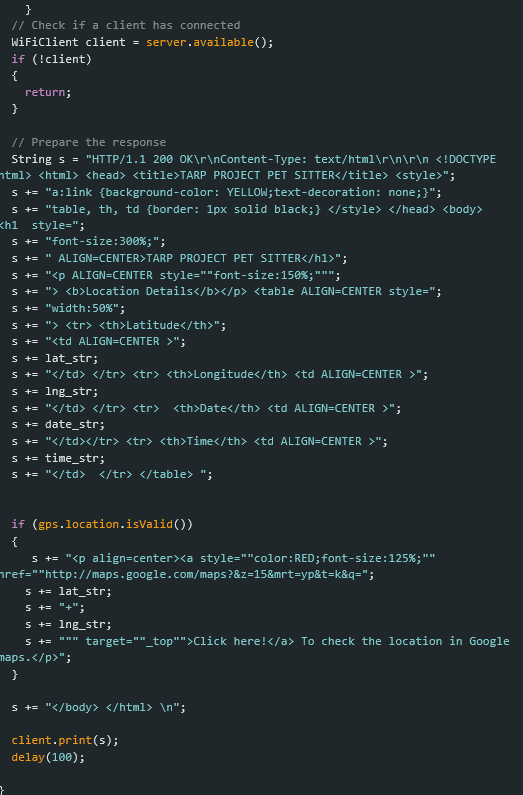 }
// Check if a client has connected
WiFiClient client = server.available();
if (!client)
{
return;
}
// Prepare the response
String s = "HTTP/1.1 200 OK\r\nContent-Type: text/html\r\n\r\n <!DOCTYPE
html> <html> <head> <title>TARP PROJECT PET SITTER</title> <style>";
s += "a:link {background-color: YELLOW;text-decoration: none;}";
s += "table, th, td {border: 1px solid black;} </style> </head> <body>
<h1  style=";
s += "font-size:300%;";
s += " ALIGN=CENTER>TARP PROJECT PET SITTER</h1>";
s += "<p ALIGN=CENTER style=""font-size:150%;""";
s += "> <b>Location Details</b></p> <table ALIGN=CENTER style=";
s += "width:50%";
s += "> <tr> <th>Latitude</th>";
s += "<td ALIGN=CENTER >";
s += lat_str;
s += "</td> </tr> <tr> <th>Longitude</th> <td ALIGN=CENTER >";
s += lng_str;
s += "</td> </tr> <tr>  <th>Date</th> <td ALIGN=CENTER >";
s += date_str;
s += "</td></tr> <tr> <th>Time</th> <td ALIGN=CENTER >";
s += time_str;
s += "</td>  </tr> </table> ";
if (gps.location.isValid())
{
s += "<p align=center><a style=""color:RED;font-size:125%;""
href=""http://maps.google.com/maps?&z=15&mrt=yp&t=k&q=";
s += lat_str;
s += "+";
s += lng_str;
s += """ target=""_top"">Click here!</a> To check the location in Google
maps.</p>";
}
s += "</body> </html> \n";
client.print(s);
delay(100);
}